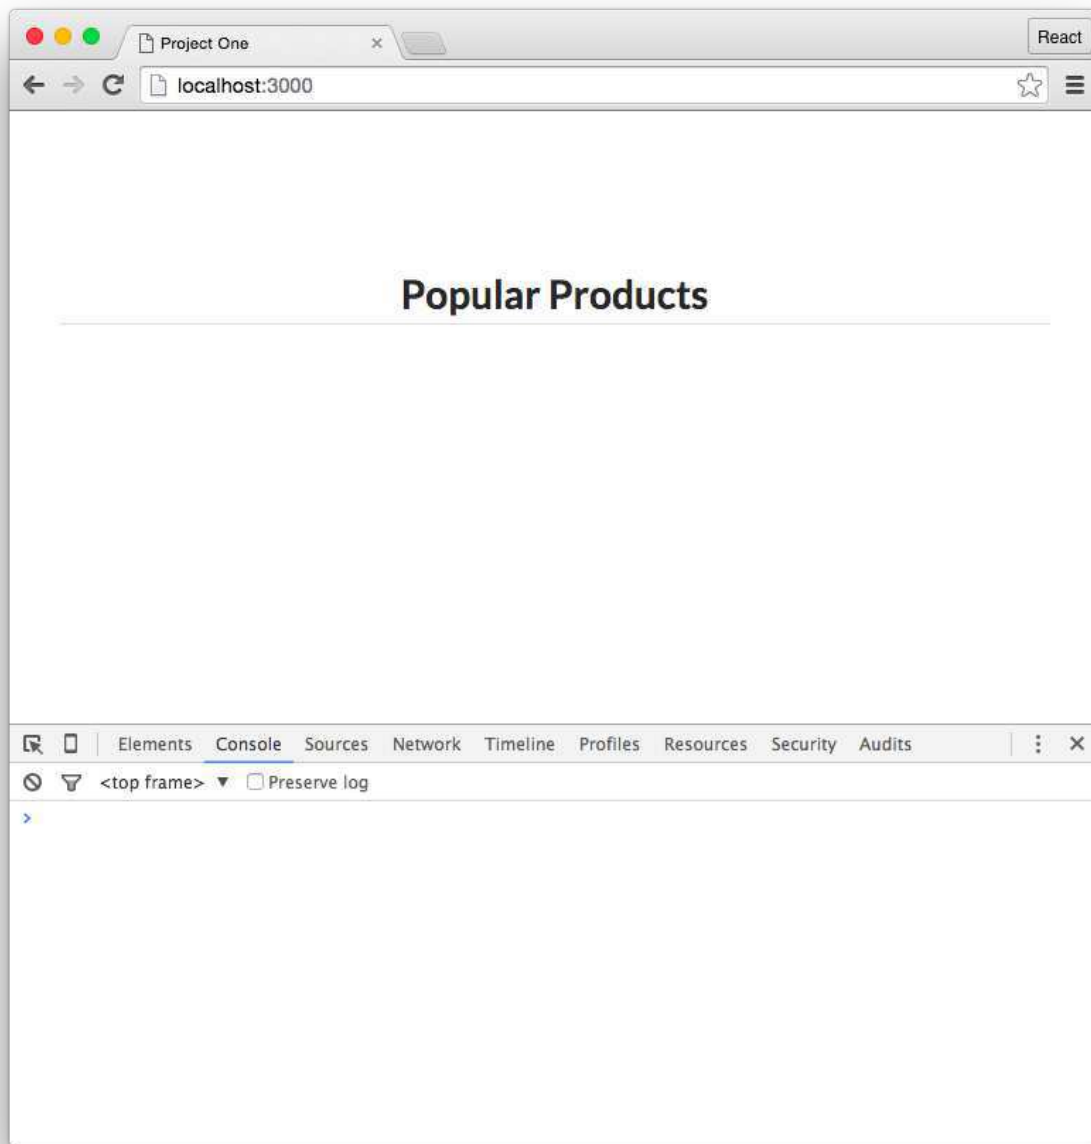 Project One
React
localhost:3000
Popular Products
Elements Console Sources Network Timeline Profiles Resources Security Audits
<top frame> ▼ Preserve log